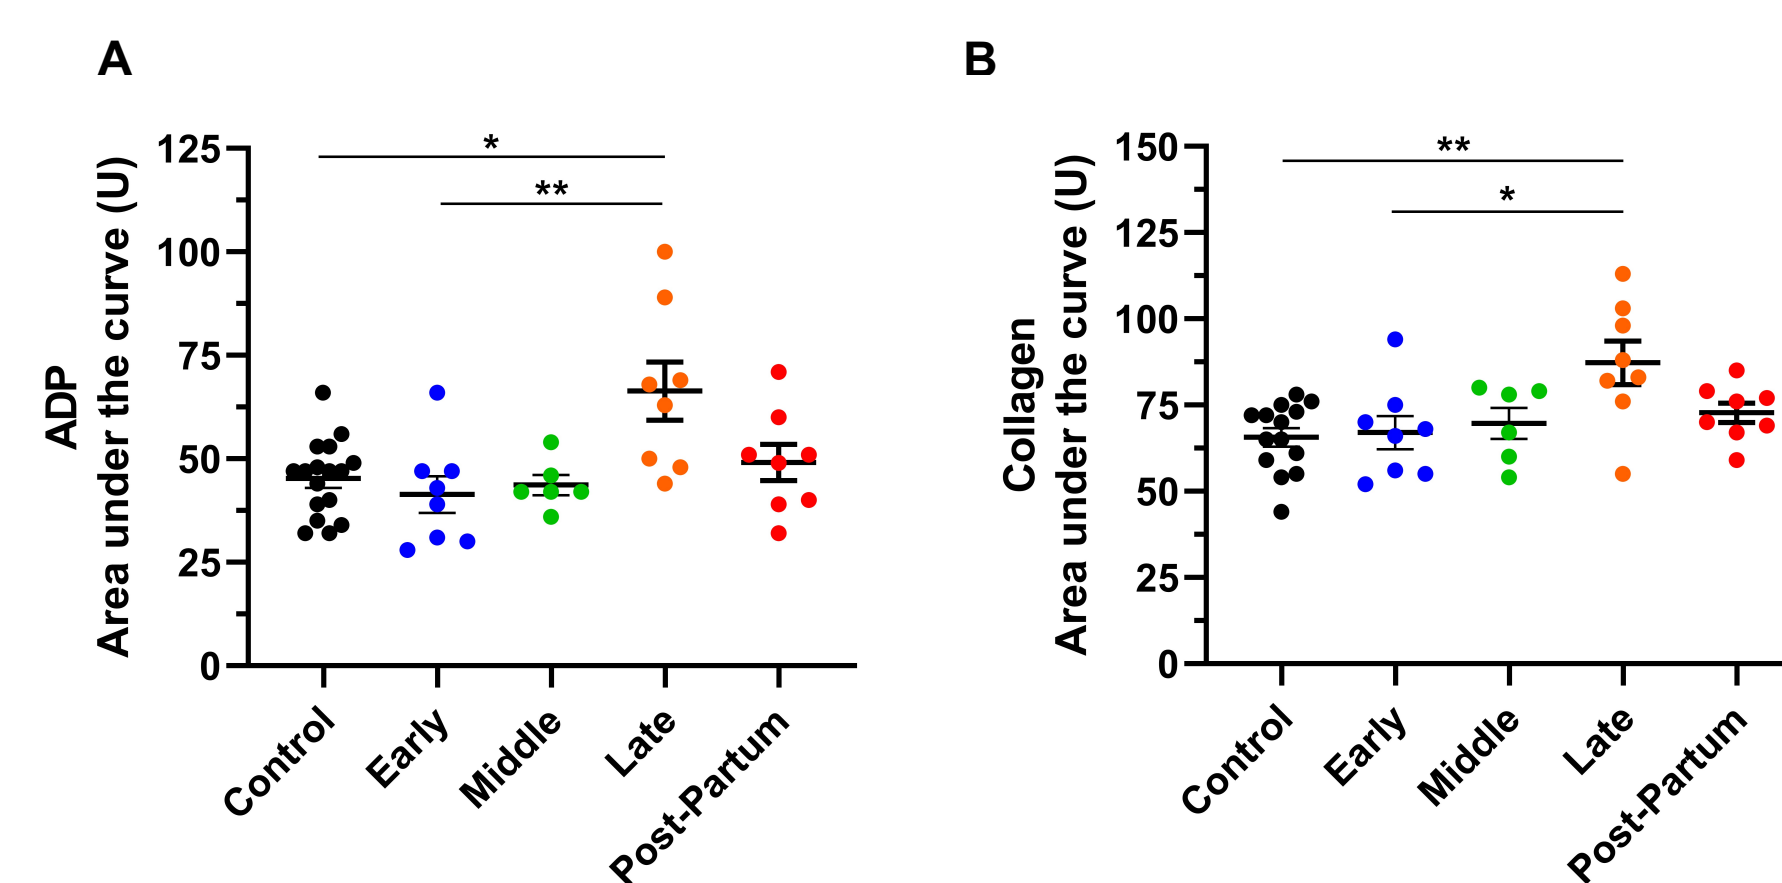 A
ADP
Area under the curve (U)
125
100
75
50
25
0
*
**
Control
Early
Middle
Late
Post-Partum
B
Collagen
Area under the curve (U)
150
125
100
75
50
25
0
**
*
Control
Early
Middle
Late
Post-Partum